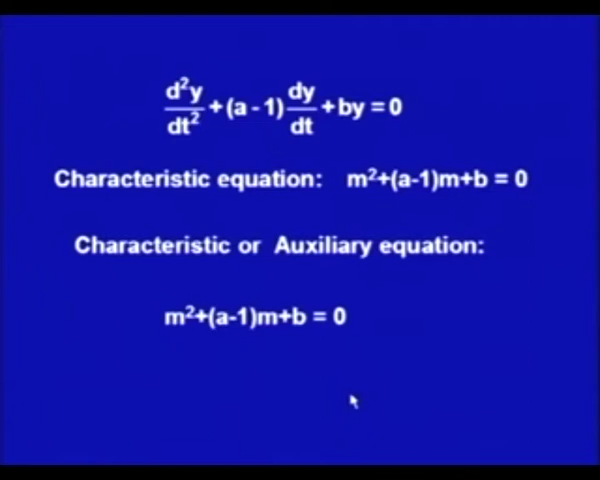 d²y/dt² + (a - 1) dy/dt + by = 0
Characteristic equation: m²+(a-1)m+b = 0
Characteristic or Auxiliary equation:
m²+(a-1)m+b = 0